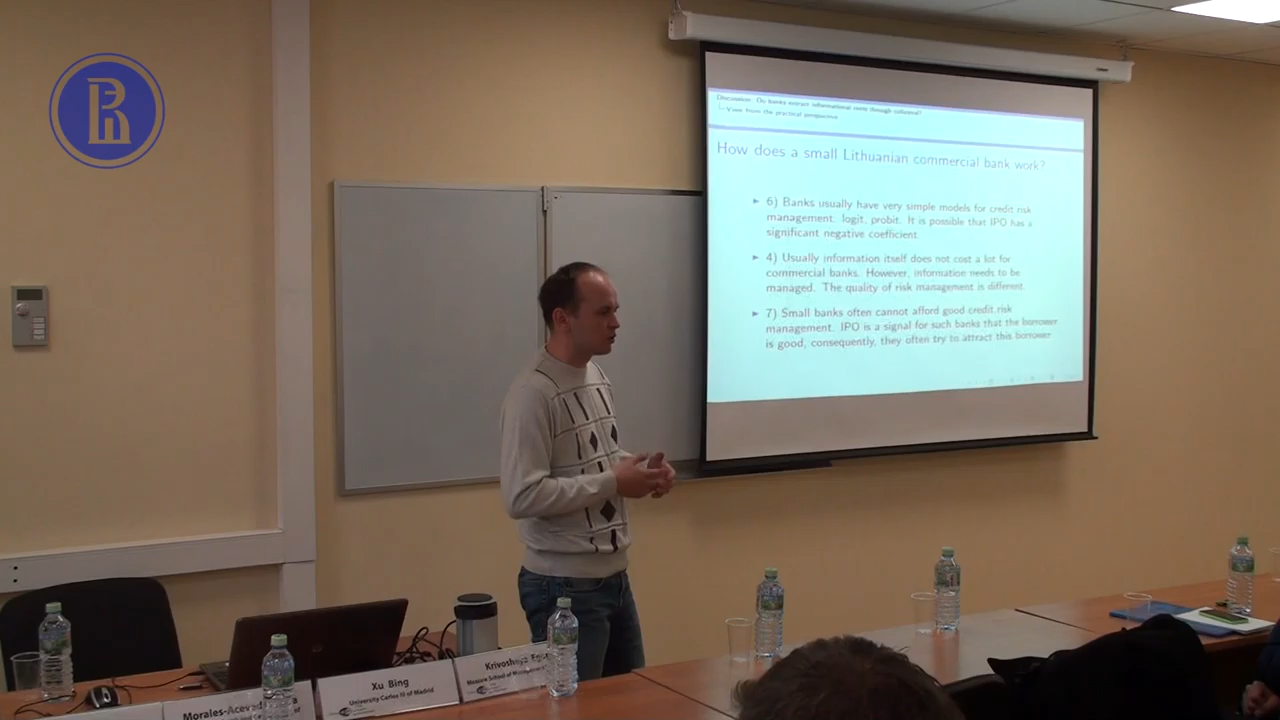 Discussion: Do banks extract informational rents through collateral?
View from the practical perspective
How does a small Lithuanian commercial bank work?
6) Banks usually have very simple models for credit risk
management: logit, probit. It is possible that IPO has a
significant negative coefficient
4) Usually information itself does not cost a lot for
commercial banks. However, information needs to be
managed. The quality of risk management is different.
7) Small banks often cannot afford good credit risk
management. IPO is a signal for such banks that the borrower
is good, consequently, they often try to attract this borrower.
Xu Bing
University Carlos III of Madrid
Moscow School of